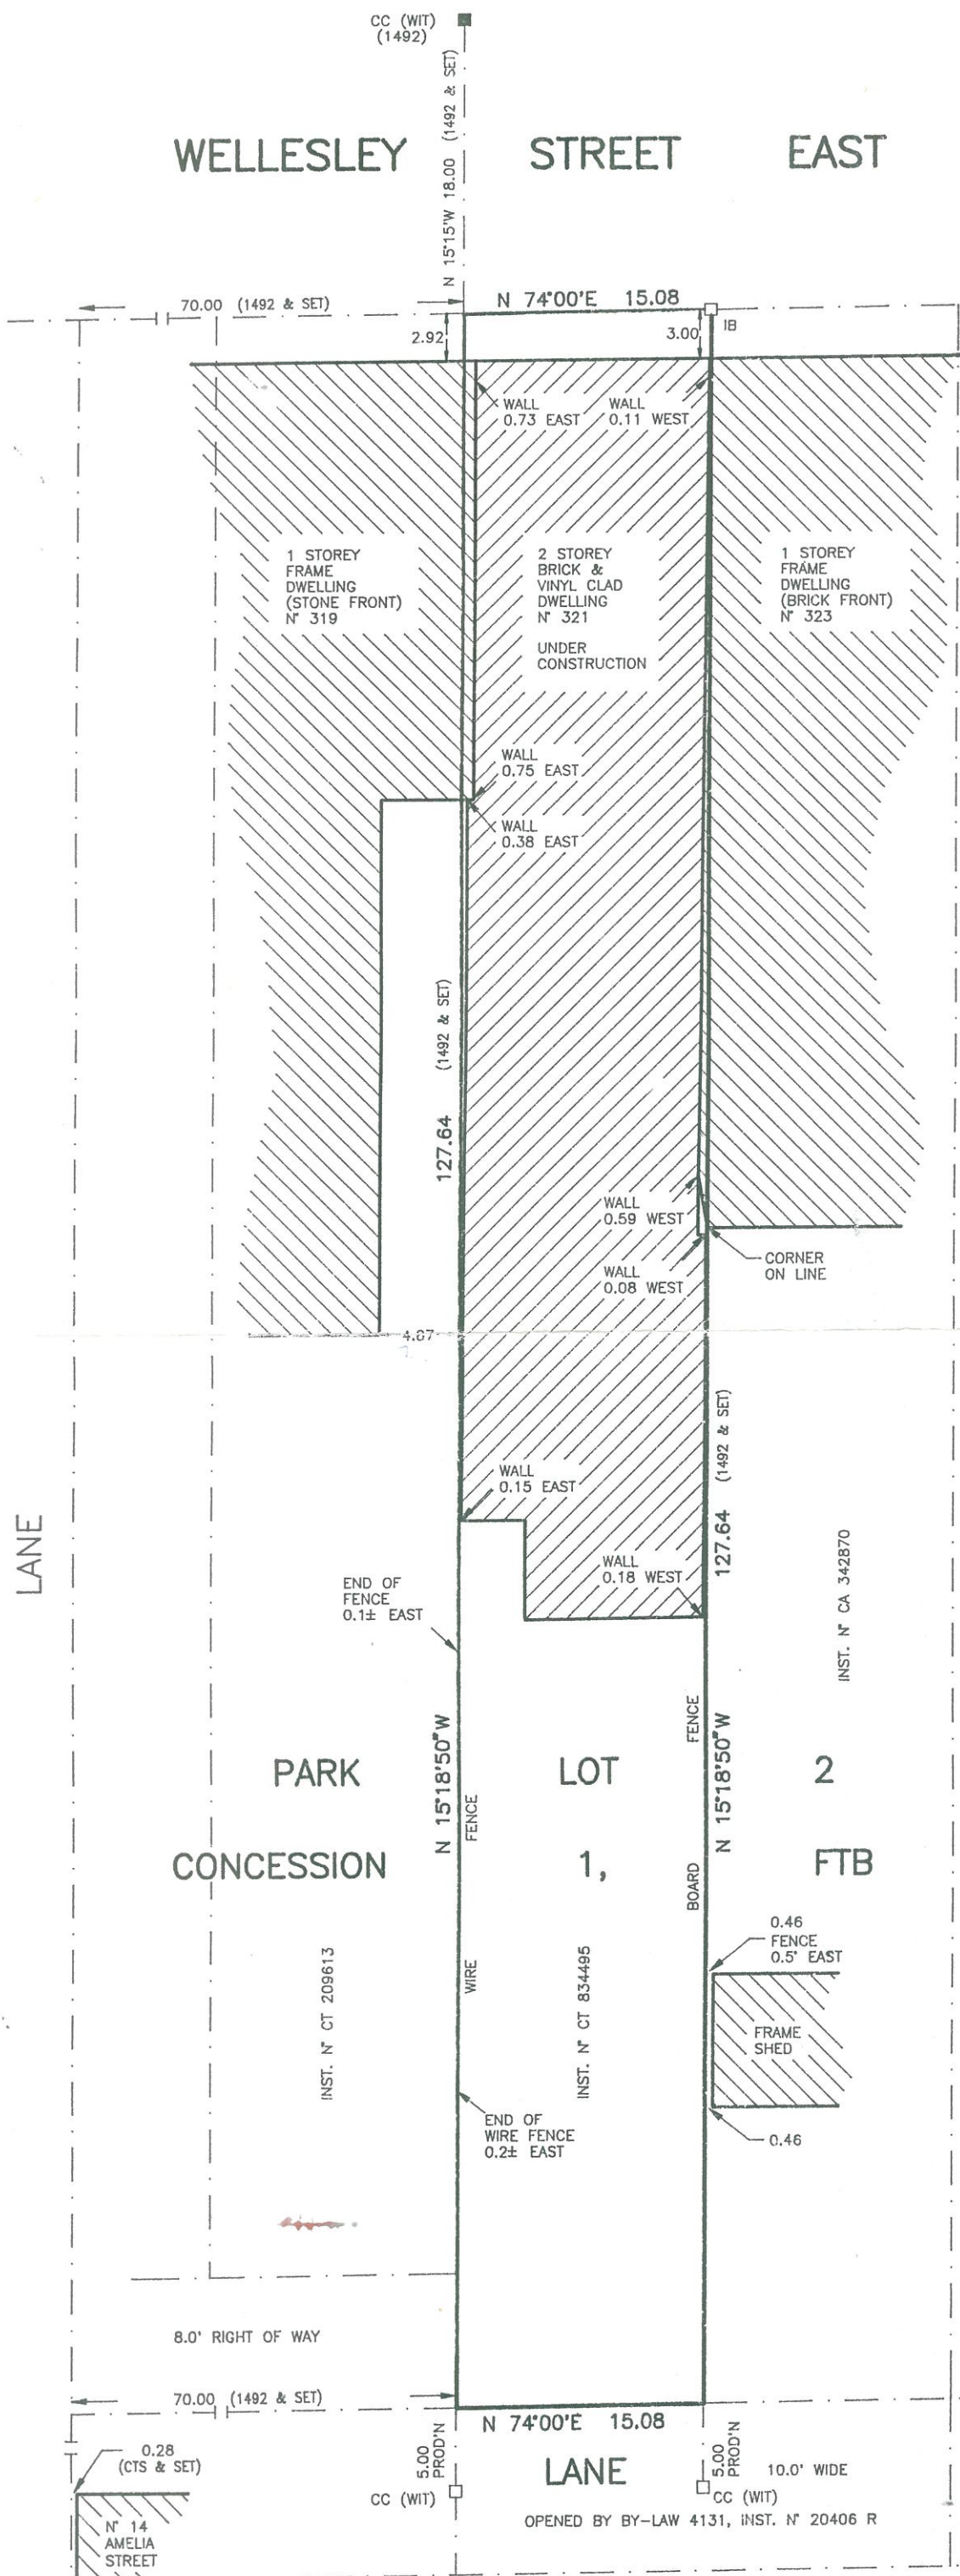 CC (WIT)
(1492)
N 15°15'W 18.00 (1492 & SET)
WELLESLEY STREET EAST
70.00 (1492 & SET)
N 74°00'E 15.08
IB
2.92
3.00
WALL
0.73 EAST
WALL
0.11 WEST
1 STOREY
FRAME
DWELLING
(STONE FRONT)
N° 319
2 STOREY
BRICK &
VINYL CLAD
DWELLING
N° 321
UNDER
CONSTRUCTION
1 STOREY
FRAME
DWELLING
(BRICK FRONT)
N° 323
WALL
0.75 EAST
WALL
0.38 EAST
127.64 (1492 & SET)
WALL
0.59 WEST
WALL
0.08 WEST
CORNER
ON LINE
4.87
127.64 (1492 & SET)
WALL
0.15 EAST
WALL
0.18 WEST
LANE
END OF
FENCE
0.1± EAST
INST. N° CA 342870
N 15°18'50"W
N 15°18'50"W
FENCE
FENCE
PARK LOT 2
CONCESSION 1, FTB
BOARD
WIRE
INST. N° CT 209613
INST. N° CT 834495
0.46
FENCE
0.5' EAST
FRAME
SHED
0.46
END OF
WIRE FENCE
0.2± EAST
8.0' RIGHT OF WAY
70.00 (1492 & SET)
N 74°00'E 15.08
0.28
(CTS & SET)
5.00
PROD'N
LANE
5.00
PROD'N
10.0' WIDE
CC (WIT)
CC (WIT)
OPENED BY BY-LAW 4131, INST. N° 20406 R
N° 14
AMELIA
STREET